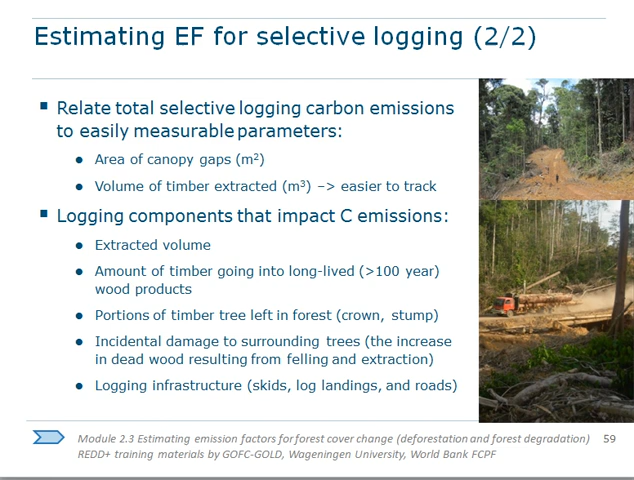 Estimating EF for selective logging (2/2)
Relate total selective logging carbon emissions
to easily measurable parameters:
Area of canopy gaps (m²)
Volume of timber extracted (m³) –> easier to track
Logging components that impact C emissions:
Extracted volume
Amount of timber going into long-lived (>100 year)
wood products
Portions of timber tree left in forest (crown, stump)
Incidental damage to surrounding trees (the increase
in dead wood resulting from felling and extraction)
Logging infrastructure (skids, log landings, and roads)
Module 2.3 Estimating emission factors for forest cover change (deforestation and forest degradation) 59
REDD+ training materials by GOFC-GOLD, Wageningen University, World Bank FCPF